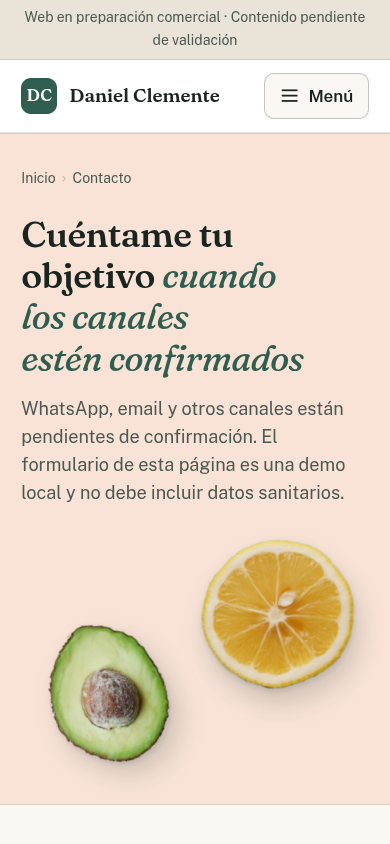 Web en preparación comercial · Contenido pendiente
de validación
DC Daniel Clemente Menú
Inicio › Contacto
Cuéntame tu
objetivo cuando
los canales
estén confirmados
WhatsApp, email y otros canales están
pendientes de confirmación. El
formulario de esta página es una demo
local y no debe incluir datos sanitarios.